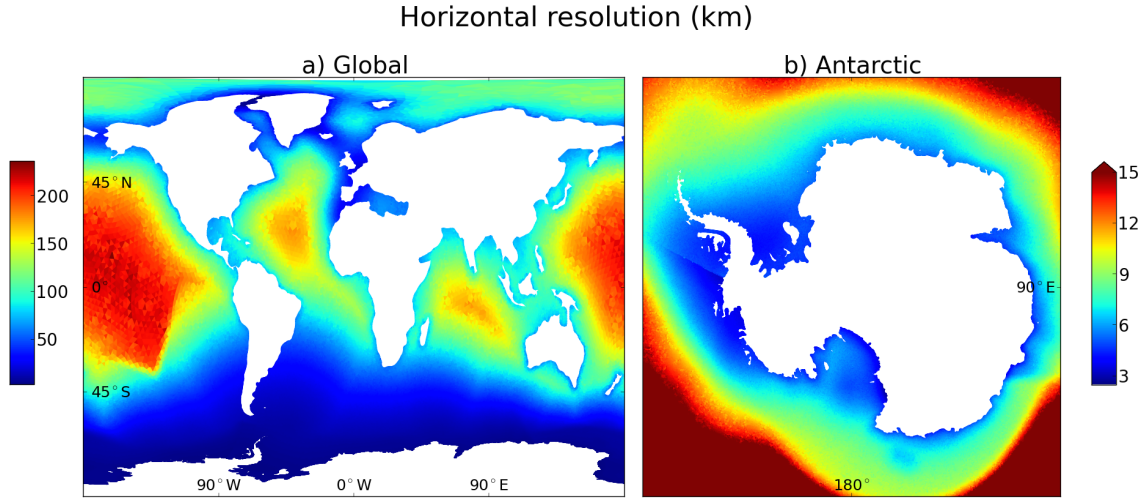 Horizontal resolution (km)
a) Global
b) Antarctic
200
150
100
50
45°N
0°
45°S
90°W
0°W
90°E
90°E
180°
15
12
9
6
3